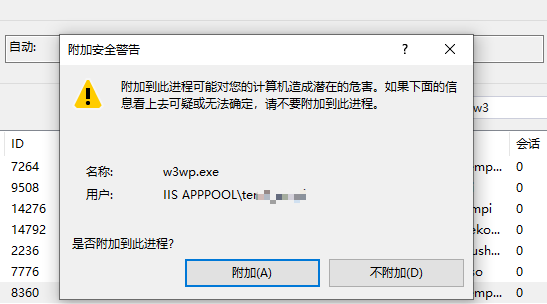 自动:
附加安全警告
?
附加到此进程可能对您的计算机造成潜在的危害。如果下面的信
息看上去可疑或无法确定，请不要附加到此进程。
w3
ID
会话
7264
mp...
0
名称:
w3wp.exe
9508
0
用户:
IIS APPPOOL\
14276
mpi
0
14792
eko...
0
2236
ush...
0
是否附加到此进程?
7776
so
0
附加(A)
不附加(D)
8360
emp...
0